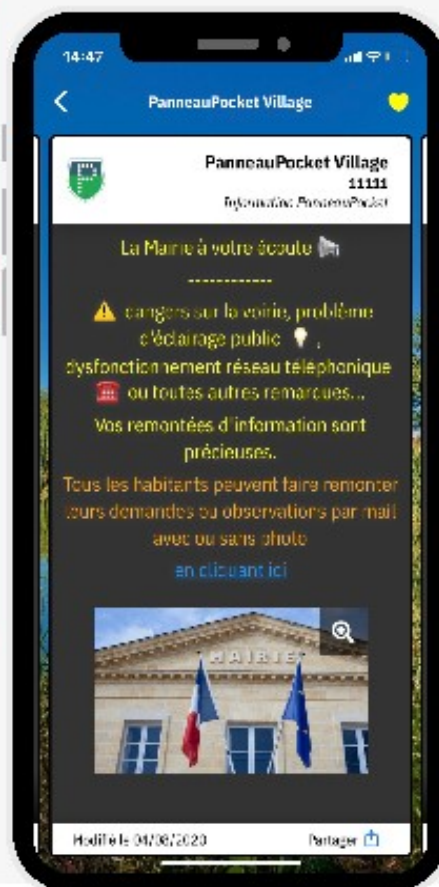 14:47
PanneauPocket Village
PanneauPocket Village
11111
Information PanneauPocket
La Mairie à votre écoute
------------
dangers sur la voirie, problème
d'éclairage public ,
dysfonctionnement réseau téléphonique
ou toutes autres remarques...
Vos remontées d'information sont
précieuses.
Tous les habitants peuvent faire remonter
leurs demandes ou observations par mail
avec ou sans photo
en cliquant ici
MAIRIE
Modifié le 04/08/2020
Partager